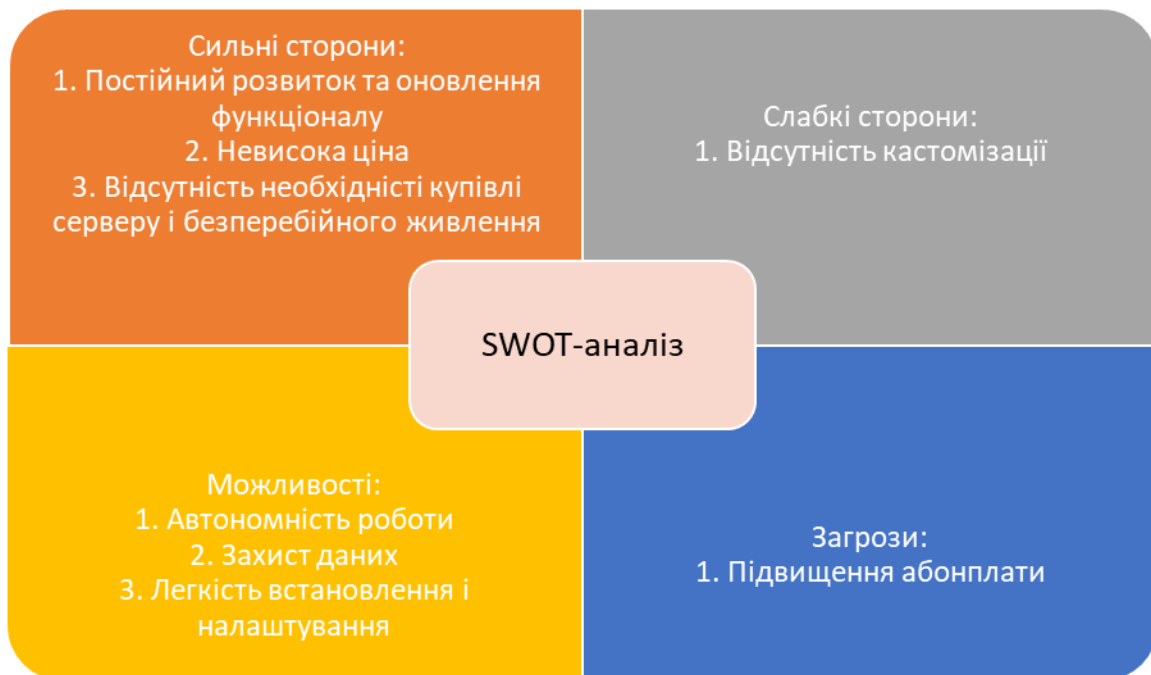 Сильні сторони:
1. Постійний розвиток та оновлення
функціоналу
2. Невисока ціна
3. Відсутність необхідністі купівлі
серверу і безперебійного живлення
Слабкі сторони:
1. Відсутність кастомізації
SWOT-аналіз
Можливості:
1. Автономність роботи
2. Захист даних
3. Легкість встановлення і
налаштування
Загрози:
1. Підвищення абонплати